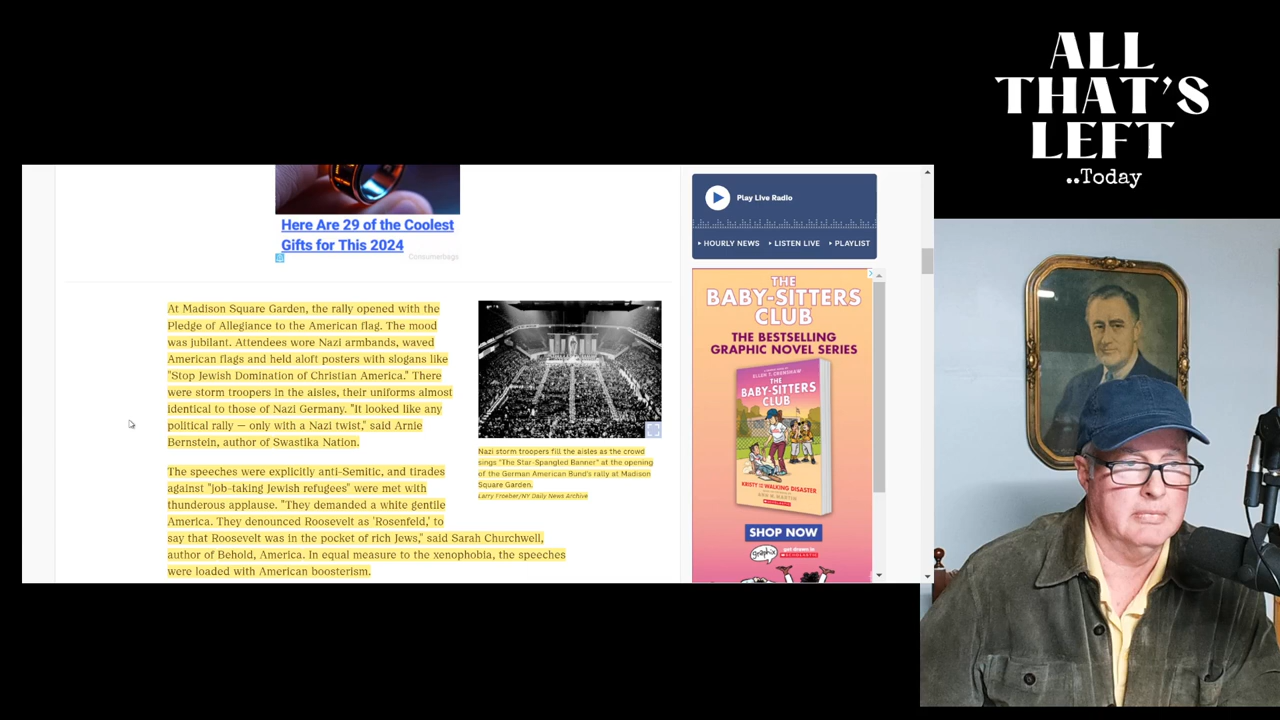 ALL
THAT'S
LEFT
..Today
Here Are 29 of the Coolest
Gifts for This 2024
Consumerbags
Play Live Radio
HOURLY NEWS
LISTEN LIVE
PLAYLIST
At Madison Square Garden, the rally opened with the
Pledge of Allegiance to the American flag. The mood
was jubilant. Attendees wore Nazi armbands, waved
American flags and held aloft posters with slogans like
"Stop Jewish Domination of Christian America." There
were storm troopers in the aisles, their uniforms almost
identical to those of Nazi Germany. "It looked like any
political rally — only with a Nazi twist," said Arnie
Bernstein, author of Swastika Nation.
The speeches were explicitly anti-Semitic, and tirades
against "job-taking Jewish refugees" were met with
thunderous applause. "They demanded a white gentile
America. They denounced Roosevelt as 'Rosenfeld,' to
say that Roosevelt was in the pocket of rich Jews," said Sarah Churchwell,
author of Behold, America. In equal measure to the xenophobia, the speeches
were loaded with American boosterism.
Nazi storm troopers fill the aisles as the crowd
sings "The Star-Spangled Banner" at the opening
of the German American Bund's rally at Madison
Square Garden.
Larry Froeber/NY Daily News Archive
THE
BABY-SITTERS
CLUB
THE BESTSELLING
GRAPHIC NOVEL SERIES
THE
BABY-SITTERS
CLUB
KRISTY AND THE WALKING DISASTER
ANN M. MARTIN
SHOP NOW
graphix
SCHOLASTIC